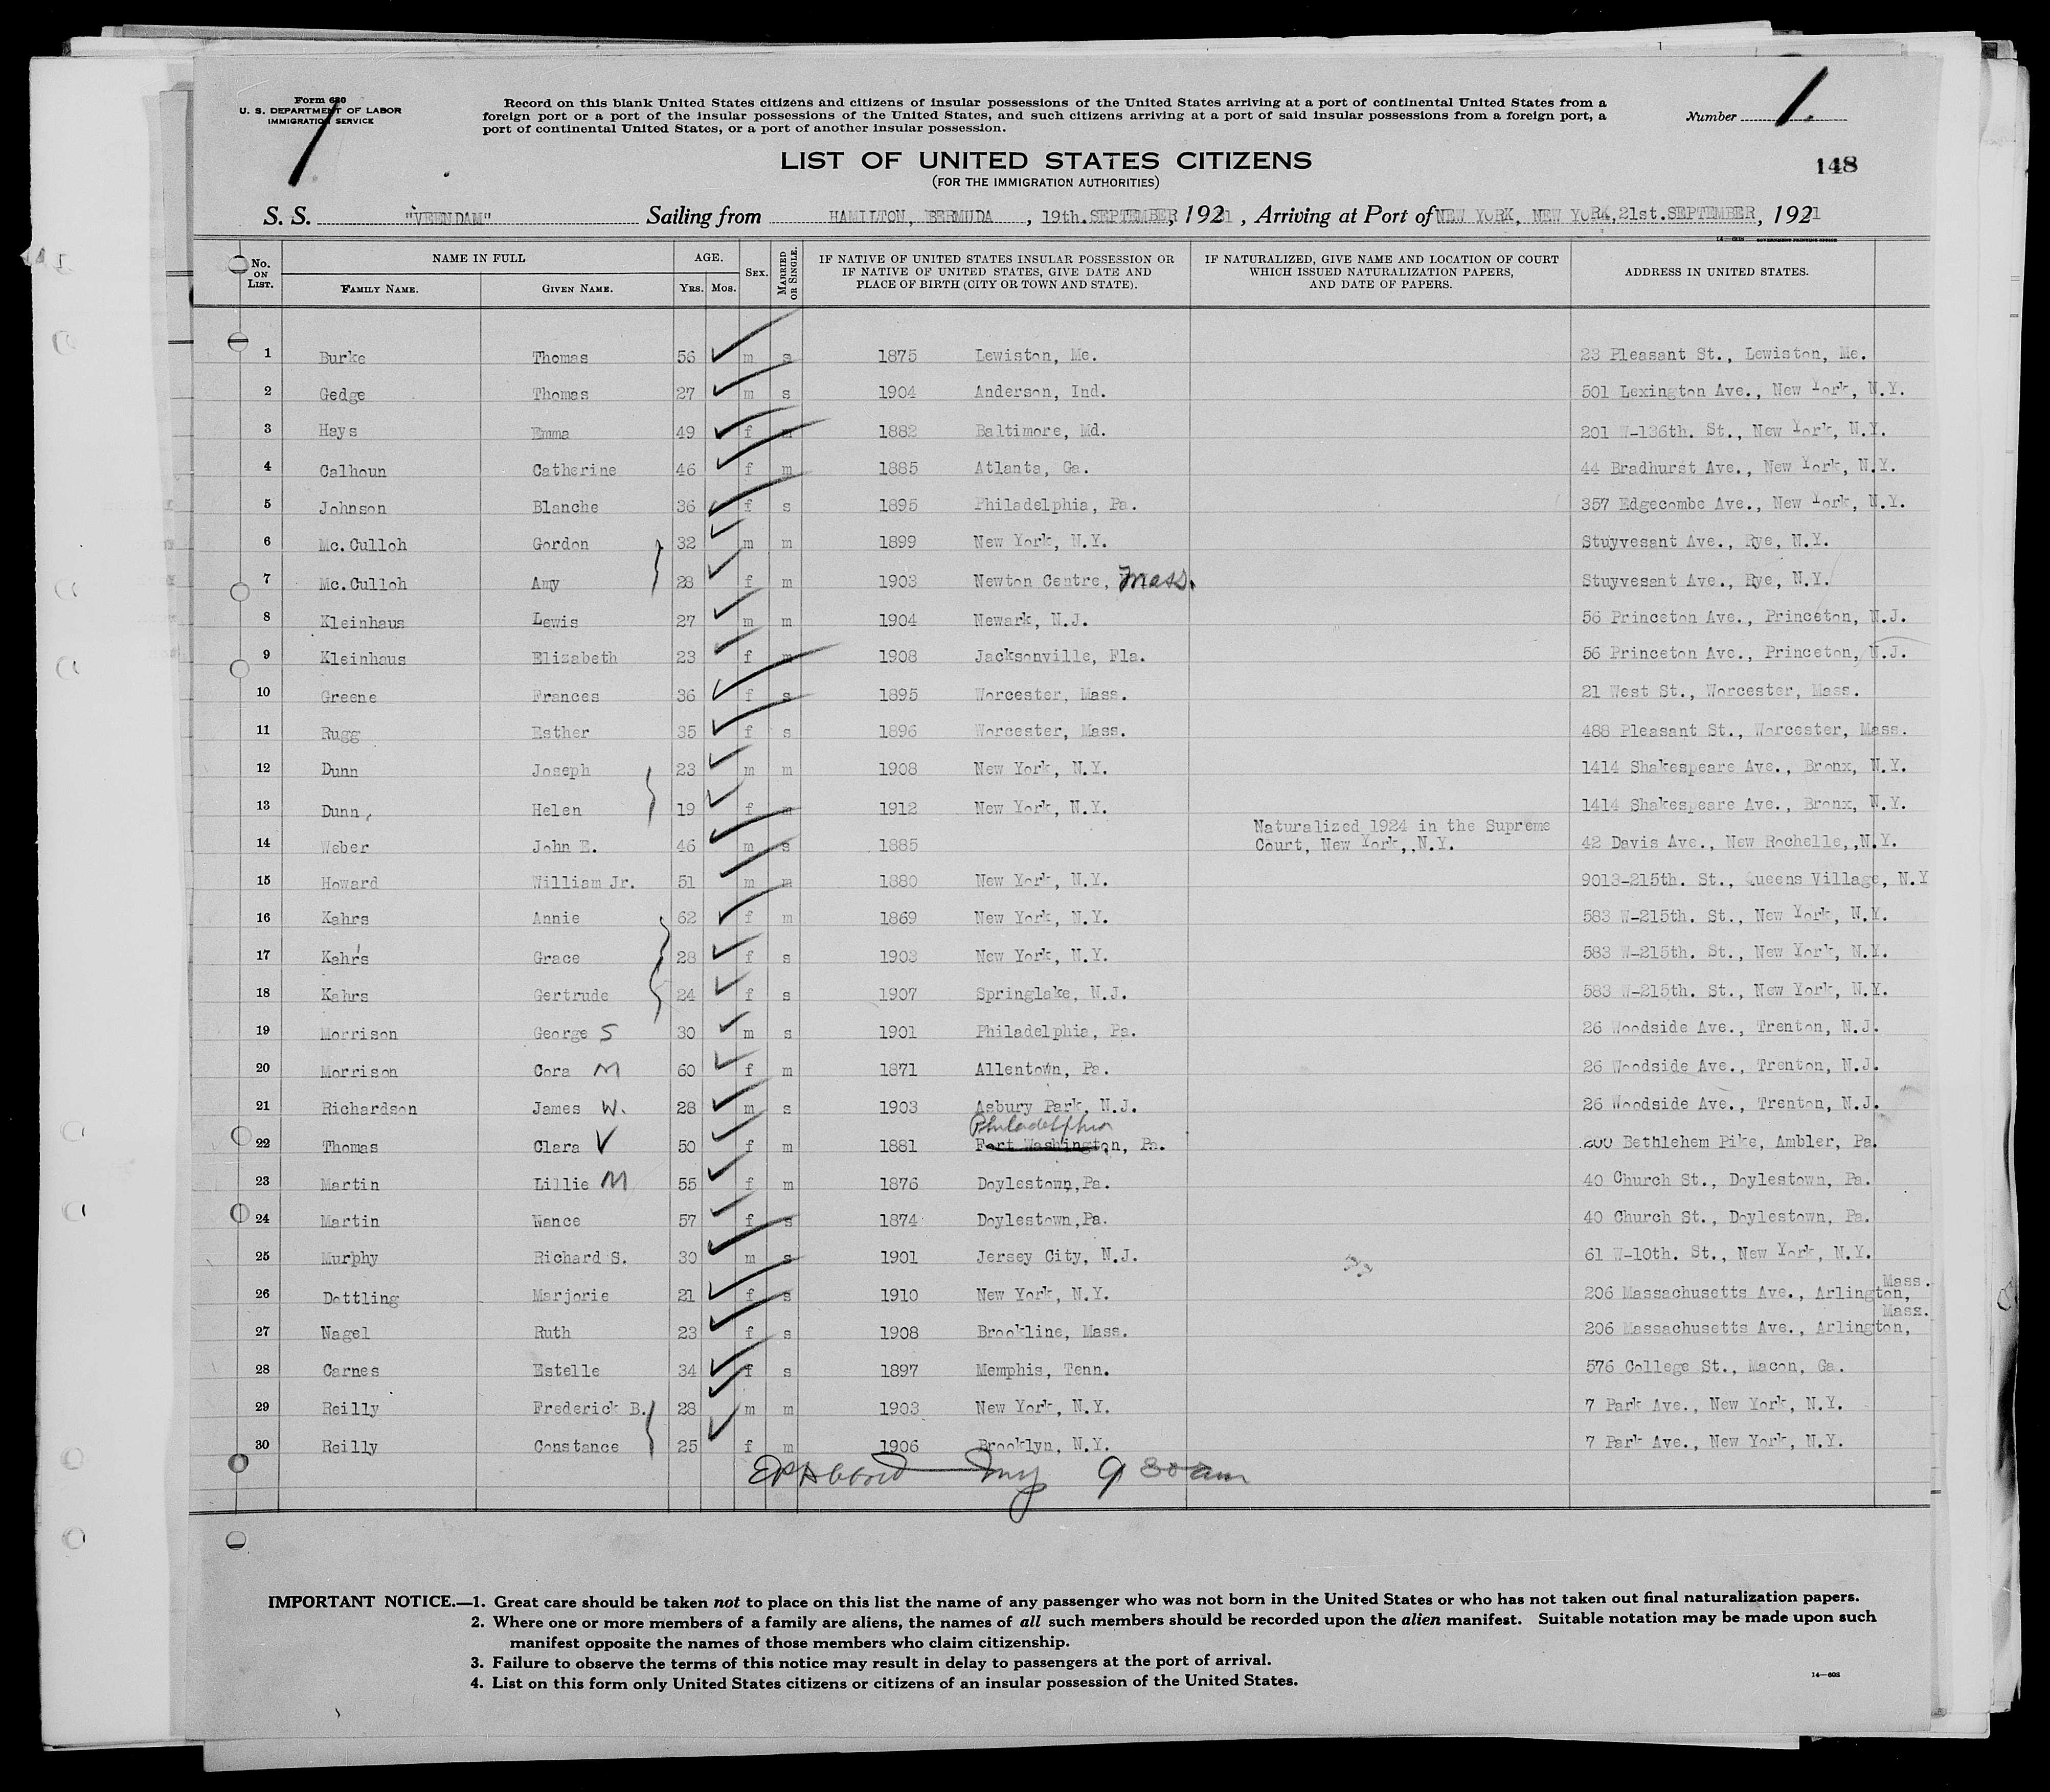 Form 630
U. S. DEPARTMENT OF LABOR
IMMIGRATION SERVICE
Record on this blank United States citizens and citizens of insular possessions of the United States arriving at a port of continental United States from a
foreign port or a port of the insular possessions of the United States, and such citizens arriving at a port of said insular possessions from a foreign port, a
port of continental United States, or a port of another insular possession.
Number 1.
LIST OF UNITED STATES CITIZENS
(FOR THE IMMIGRATION AUTHORITIES)
148
S. S. "VEENDAM" Sailing from HAMILTON, BERMUDA, 19th. SEPTEMBER, 1921, Arriving at Port of NEW YORK, NEW YORK, 21st. SEPTEMBER, 1921
No. ON LIST. NAME IN FULL FAMILY NAME. GIVEN NAME. AGE. YRS. MOS. SEX. MARRIED OR SINGLE. IF NATIVE OF UNITED STATES INSULAR POSSESSION OR IF NATIVE OF UNITED STATES, GIVE DATE AND PLACE OF BIRTH (CITY OR TOWN AND STATE). IF NATURALIZED, GIVE NAME AND LOCATION OF COURT WHICH ISSUED NATURALIZATION PAPERS, AND DATE OF PAPERS. ADDRESS IN UNITED STATES.
1 Burke Thomas 56 m s 1875 Lewiston, Me. 23 Pleasant St., Lewiston, Me.
2 Gedge Thomas 27 m s 1904 Anderson, Ind. 501 Lexington Ave., New York, N.Y.
3 Hays Emma 49 f m 1882 Baltimore, Md. 201 W-136th. St., New York, N.Y.
4 Calhoun Catherine 46 f m 1885 Atlanta, Ga. 44 Bradhurst Ave., New York, N.Y.
5 Johnson Blanche 36 f s 1895 Philadelphia, Pa. 357 Edgecombe Ave., New York, N.Y.
6 Mc.Culloh Gordon 32 m m 1899 New York, N.Y. Stuyvesant Ave., Rye, N.Y.
7 Mc.Culloh Amy 28 f m 1903 Newton Centre, Mass. Stuyvesant Ave., Rye, N.Y.
8 Kleinhaus Lewis 27 m m 1904 Newark, N.J. 56 Princeton Ave., Princeton, N.J.
9 Kleinhaus Elizabeth 23 f m 1908 Jacksonville, Fla. 56 Princeton Ave., Princeton, N.J.
10 Greene Frances 36 f s 1895 Worcester, Mass. 21 West St., Worcester, Mass.
11 Rugg Esther 35 f s 1896 Worcester, Mass. 488 Pleasant St., Worcester, Mass.
12 Dunn Joseph 23 m m 1908 New York, N.Y. 1414 Shakespeare Ave., Bronx, N.Y.
13 Dunn, Helen 19 f m 1912 New York, N.Y. 1414 Shakespeare Ave., Bronx, N.Y.
14 Weber John E. 46 m s 1885 Naturalized 1924 in the Supreme Court, New York,,N.Y. 42 Davis Ave., New Rochelle,,N.Y.
15 Howard William Jr. 51 m m 1880 New York, N.Y. 9013-215th. St., Queens Village, N.Y
16 Kahrs Annie 62 f m 1869 New York, N.Y. 583 W-215th. St., New York, N.Y.
17 Kahrs Grace 28 f s 1903 New York, N.Y. 583 W-215th. St., New York, N.Y.
18 Kahrs Gertrude 24 f s 1907 Springlake, N.J. 583 W-215th. St., New York, N.Y.
19 Morrison George S 30 m s 1901 Philadelphia, Pa. 26 Woodside Ave., Trenton, N.J.
20 Morrison Cora M 60 f m 1871 Allentown, Pa. 26 Woodside Ave., Trenton, N.J.
21 Richardson James W. 28 m s 1903 Asbury Park, N.J. 26 Woodside Ave., Trenton, N.J.
Philadelphia
22 Thomas Clara V 50 f m 1881 Fort Washington, Pa. 200 Bethlehem Pike, Ambler, Pa.
23 Martin Lillie M 55 f m 1876 Doylestown,Pa. 40 Church St., Doylestown, Pa.
24 Martin Nance 57 f s 1874 Doylestown,Pa. 40 Church St., Doylestown, Pa.
25 Murphy Richard S. 30 m s 1901 Jersey City, N.J. 61 W-10th. St., New York, N.Y.
26 Dettling Marjorie 21 f s 1910 New York, N.Y. 206 Massachusetts Ave., Arlington, Mass.
27 Nagel Ruth 23 f s 1908 Brookline, Mass. 206 Massachusetts Ave., Arlington, Mass.
28 Carnes Estelle 34 f s 1897 Memphis, Tenn. 576 College St., Macon, Ga.
29 Reilly Frederick B. 28 m m 1903 New York, N.Y. 7 Park Ave., New York, N.Y.
30 Reilly Constance 25 f m 1906 Brooklyn, N.Y. 7 Park Ave., New York, N.Y.
9 30 am
IMPORTANT NOTICE.—1. Great care should be taken not to place on this list the name of any passenger who was not born in the United States or who has not taken out final naturalization papers.
2. Where one or more members of a family are aliens, the names of all such members should be recorded upon the alien manifest. Suitable notation may be made upon such
manifest opposite the names of those members who claim citizenship.
3. Failure to observe the terms of this notice may result in delay to passengers at the port of arrival.
4. List on this form only United States citizens or citizens of an insular possession of the United States.